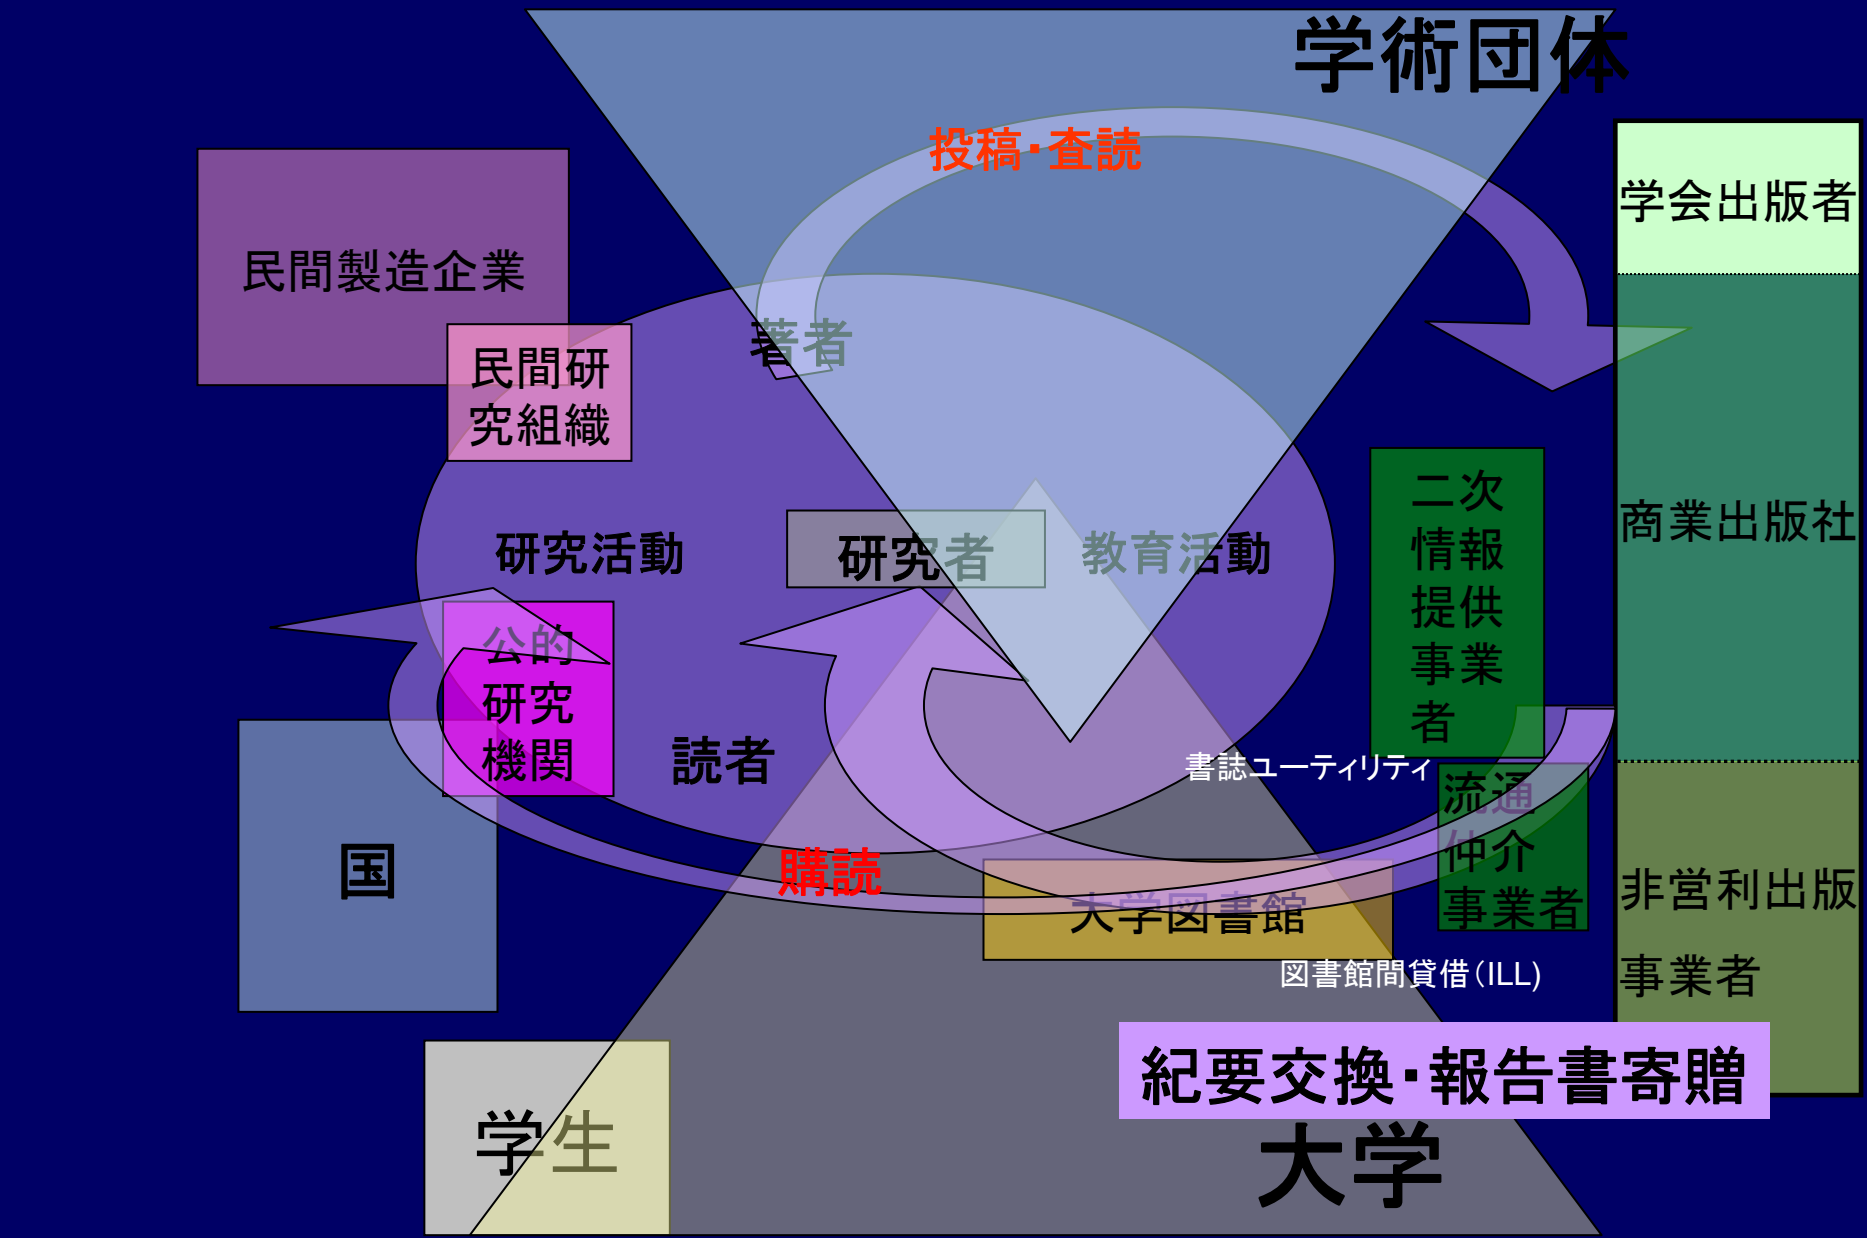 学術団体
投稿・査読
学会出版者
民間製造企業
著者
民間研
究組織
二次
情報
提供
事業
者
商業出版社
研究活動
研究者
教育活動
公的
研究
機関
読者
書誌ユーティリティ
流通
仲介
事業者
国
購読
大学図書館
非営利出版
事業者
図書館間貸借(ILL)
紀要交換・報告書寄贈
学生
大学